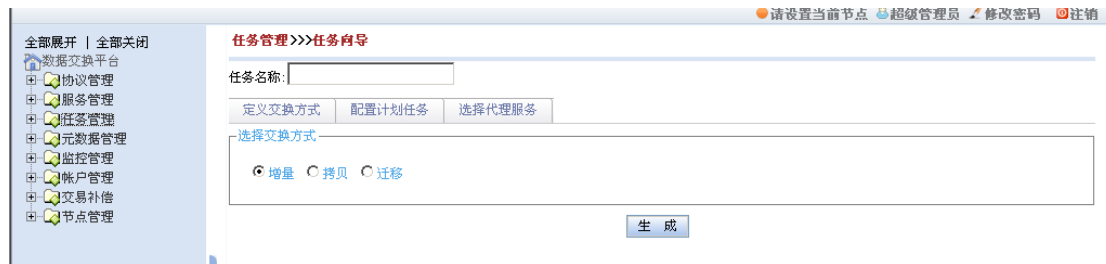 请设置当前节点 超级管理员 修改密码 注销
全部展开 | 全部关闭
数据交换平台
协议管理
服务管理
任务管理
元数据管理
监控管理
帐户管理
交易补偿
节点管理
任务管理>>>任务向导
任务名称:
定义交换方式 配置计划任务 选择代理服务
选择交换方式
增量 拷贝 迁移
生 成